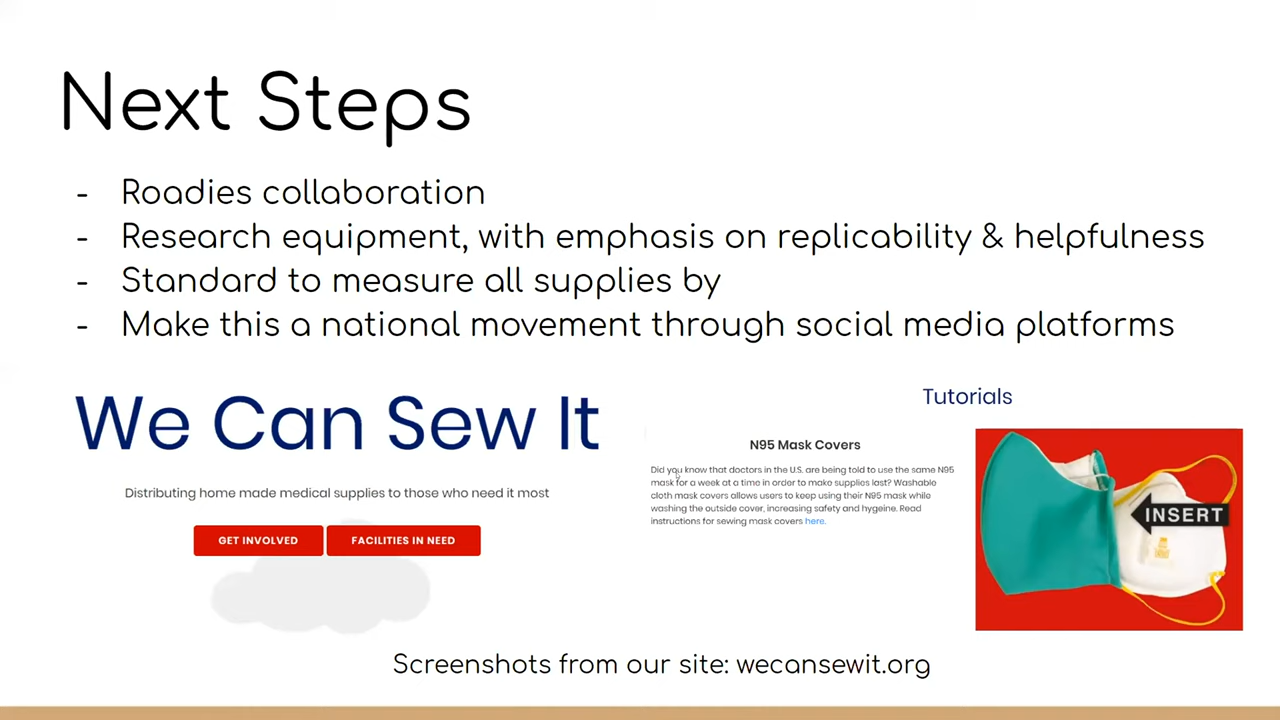 Next Steps
- Roadies collaboration
- Research equipment, with emphasis on replicability & helpfulness
- Standard to measure all supplies by
- Make this a national movement through social media platforms
We Can Sew It
Distributing home made medical supplies to those who need it most
GET INVOLVED
FACILITIES IN NEED
Tutorials
N95 Mask Covers
Did you know that doctors in the U.S. are being told to use the same N95
mask for a week at a time in order to make supplies last? Washable
cloth mask covers allows users to keep using their N95 mask while
washing the outside cover, increasing safety and hygeine. Read
instructions for sewing mask covers here.
INSERT
Screenshots from our site: wecansewit.org